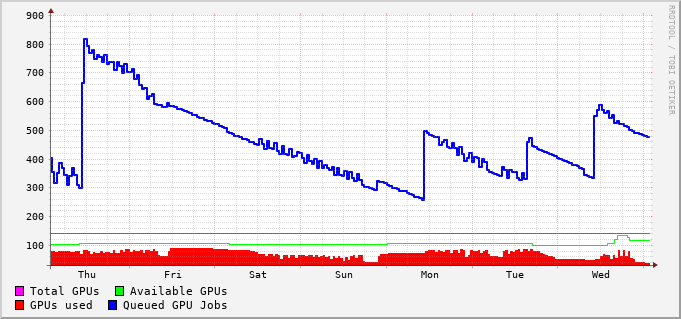 900
800
700
600
500
400
300
200
100
Thu Fri Sat Sun Mon Tue Wed
Total GPUs Available GPUs
GPUs used Queued GPU Jobs
RRDTOOL / TOBI OETIKER